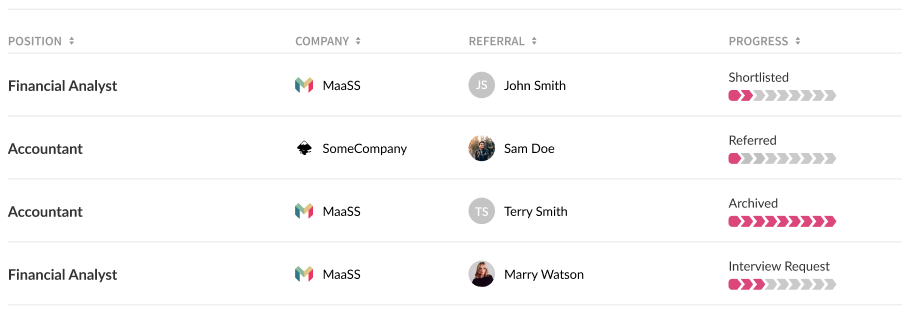 POSITION COMPANY REFERRAL PROGRESS
Financial Analyst MaaSS JS John Smith Shortlisted
Accountant SomeCompany Sam Doe Referred
Accountant MaaSS TS Terry Smith Archived
Financial Analyst MaaSS Marry Watson Interview Request